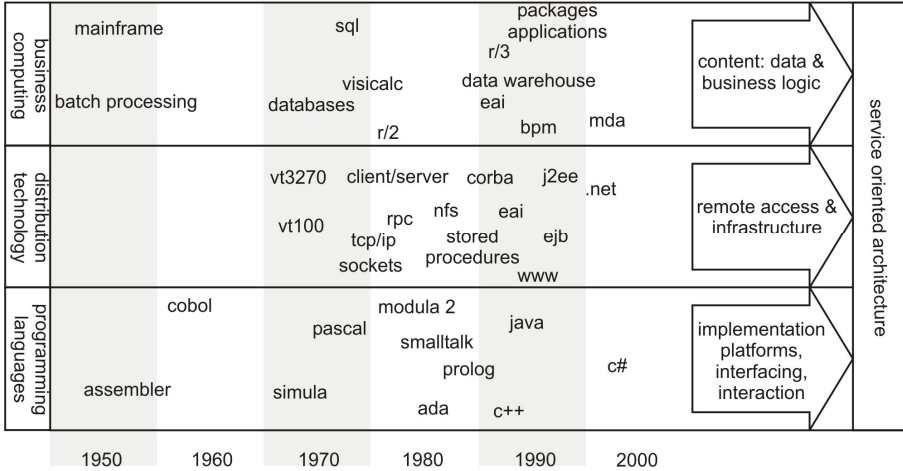 business
computing
mainframe
sql
packages
applications
r/3
visicalc
data warehouse
batch processing
databases
eai
r/2
bpm
mda
content: data &
business logic
distribution
technology
vt3270
client/server
corba
j2ee
.net
vt100
rpc
nfs
eai
tcp/ip
stored
procedures
ejb
sockets
www
remote access &
infrastructure
programming
languages
cobol
modula 2
pascal
java
smalltalk
prolog
c#
assembler
simula
ada
c++
implementation
platforms,
interfacing,
interaction
service oriented architecture
1950
1960
1970
1980
1990
2000